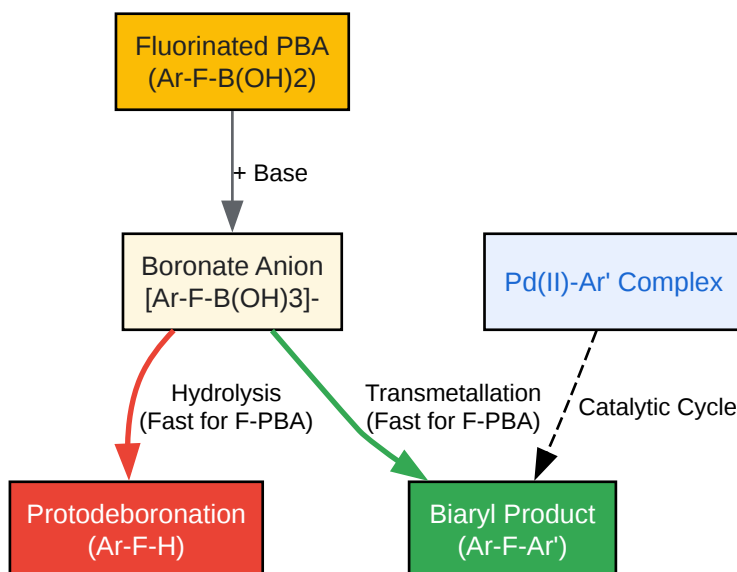 Fluorinated PBA
(Ar-F-B(OH)2)
+ Base
Boronate Anion
[Ar-F-B(OH)3]-
Pd(II)-Ar' Complex
Hydrolysis
(Fast for F-PBA)
Transmetallation
(Fast for F-PBA)
Catalytic Cycle
Protodeboronation
(Ar-F-H)
Biaryl Product
(Ar-F-Ar')